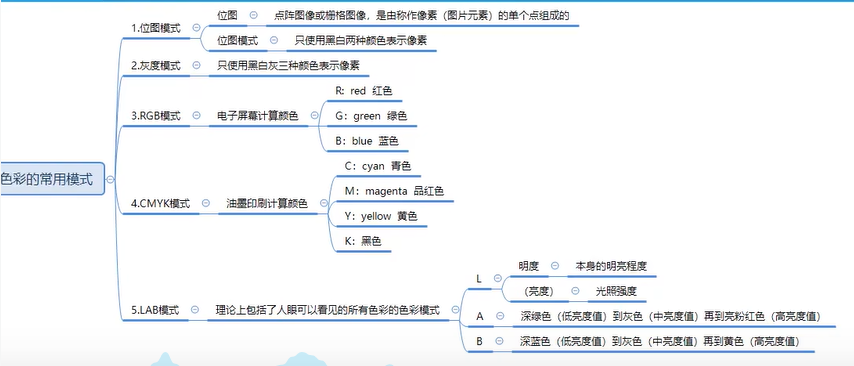 色彩的常用模式
1.位图模式
位图
点阵图像或栅格图像，是由称作像素（图片元素）的单个点组成的
位图模式
只使用黑白两种颜色表示像素
2.灰度模式
只使用黑白灰三种颜色表示像素
3.RGB模式
电子屏幕计算颜色
R：red 红色
G：green 绿色
B：blue 蓝色
4.CMYK模式
油墨印刷计算颜色
C：cyan 青色
M：magenta 品红色
Y：yellow 黄色
K：黑色
5.LAB模式
理论上包括了人眼可以看见的所有色彩的色彩模式
L
明度
本身的明亮程度
（亮度）
光照强度
A
深绿色（低亮度值）到灰色（中亮度值）再到亮粉红色（高亮度值）
B
深蓝色（低亮度值）到灰色（中亮度值）再到黄色（高亮度值）